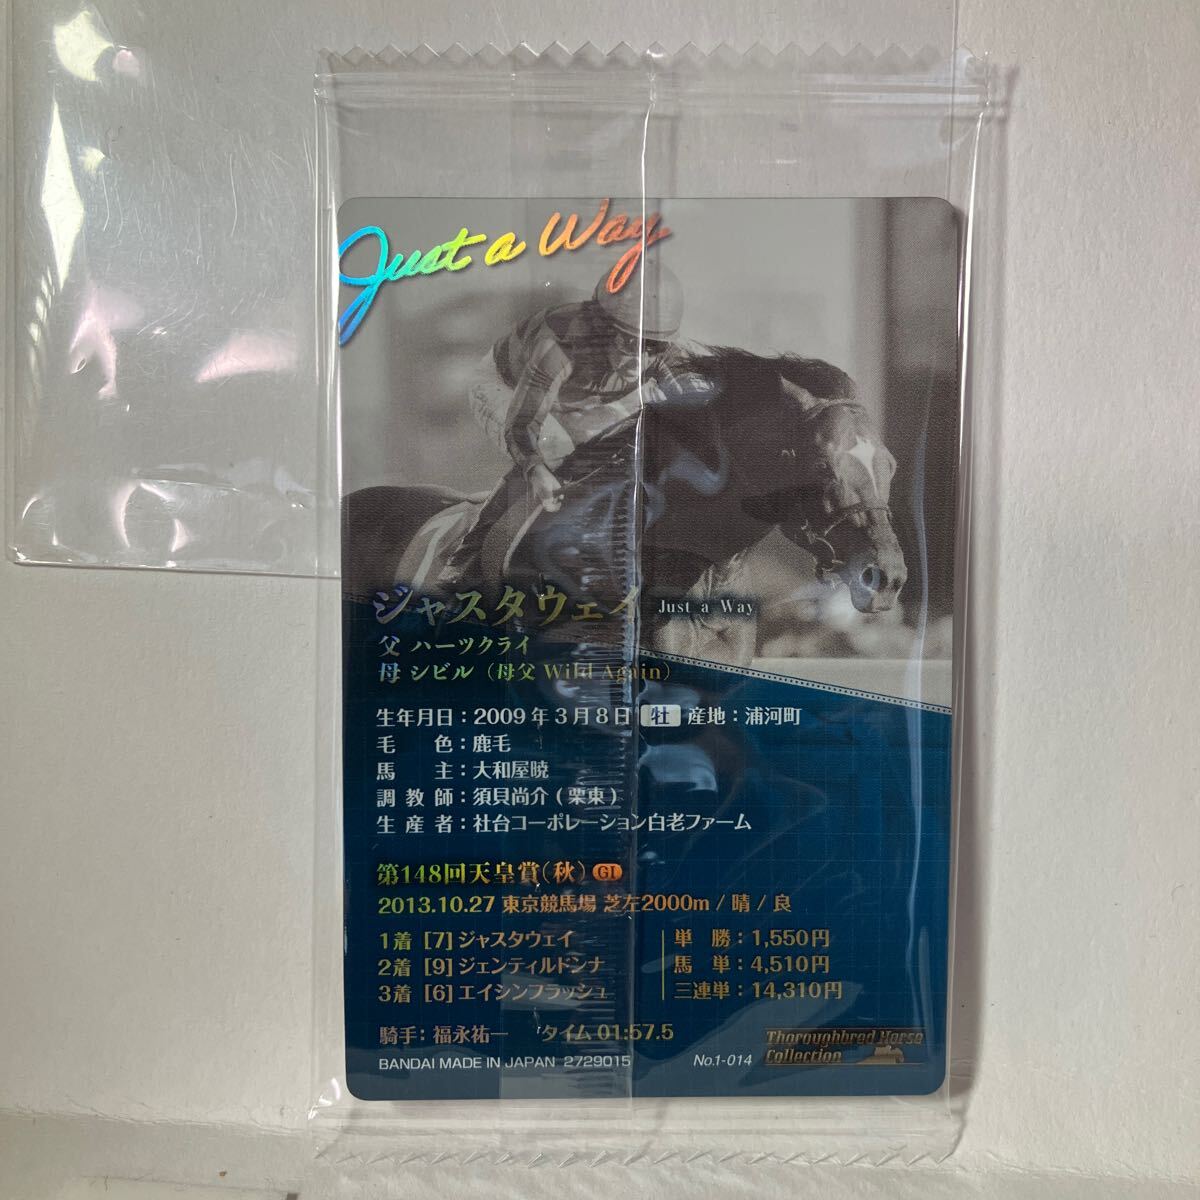 Just a Way
ジャスタウェイ Just a Way
父 ハーツクライ
母 シビル（母父 Wild Again）
生年月日：2009年3月8日 牡 産地：浦河町
毛 色：鹿毛
馬 主：大和屋暁
調教師：須貝尚介（栗東）
生産者：社台コーポレーション白老ファーム
第148回天皇賞（秋）GI
2013.10.27 東京競馬場 芝左2000m / 晴 / 良
1着 [7] ジャスタウェイ 単 勝：1,550円
2着 [9] ジェンティルドンナ 馬 単：4,510円
3着 [6] エイシンフラッシュ 三連単：14,310円
騎手：福永祐一 タイム 01:57.5
BANDAI MADE IN JAPAN 2729015 No.1-014
Thoroughbred Horse
Collection